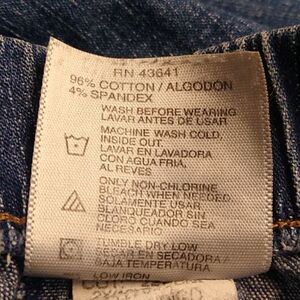 RN 43641
96% COTTON / ALGODON
4% SPANDEX
WASH BEFORE WEARING
LAVAR ANTES DE USAR
MACHINE WASH COLD,
INSIDE OUT.
LAVAR EN LAVADORA
CON AGUA FRIA,
AL REVES
ONLY NON-CHLORINE
BLEACH WHEN NEEDED.
SOLAMENTE USAR
BLANQUEADOR SIN
CLORO CUANDO SEA
NECESARIO
TUMBLE DRY LOW
SECAR EN SECADORA /
BAJA TEMPERATURA
LOW IRON